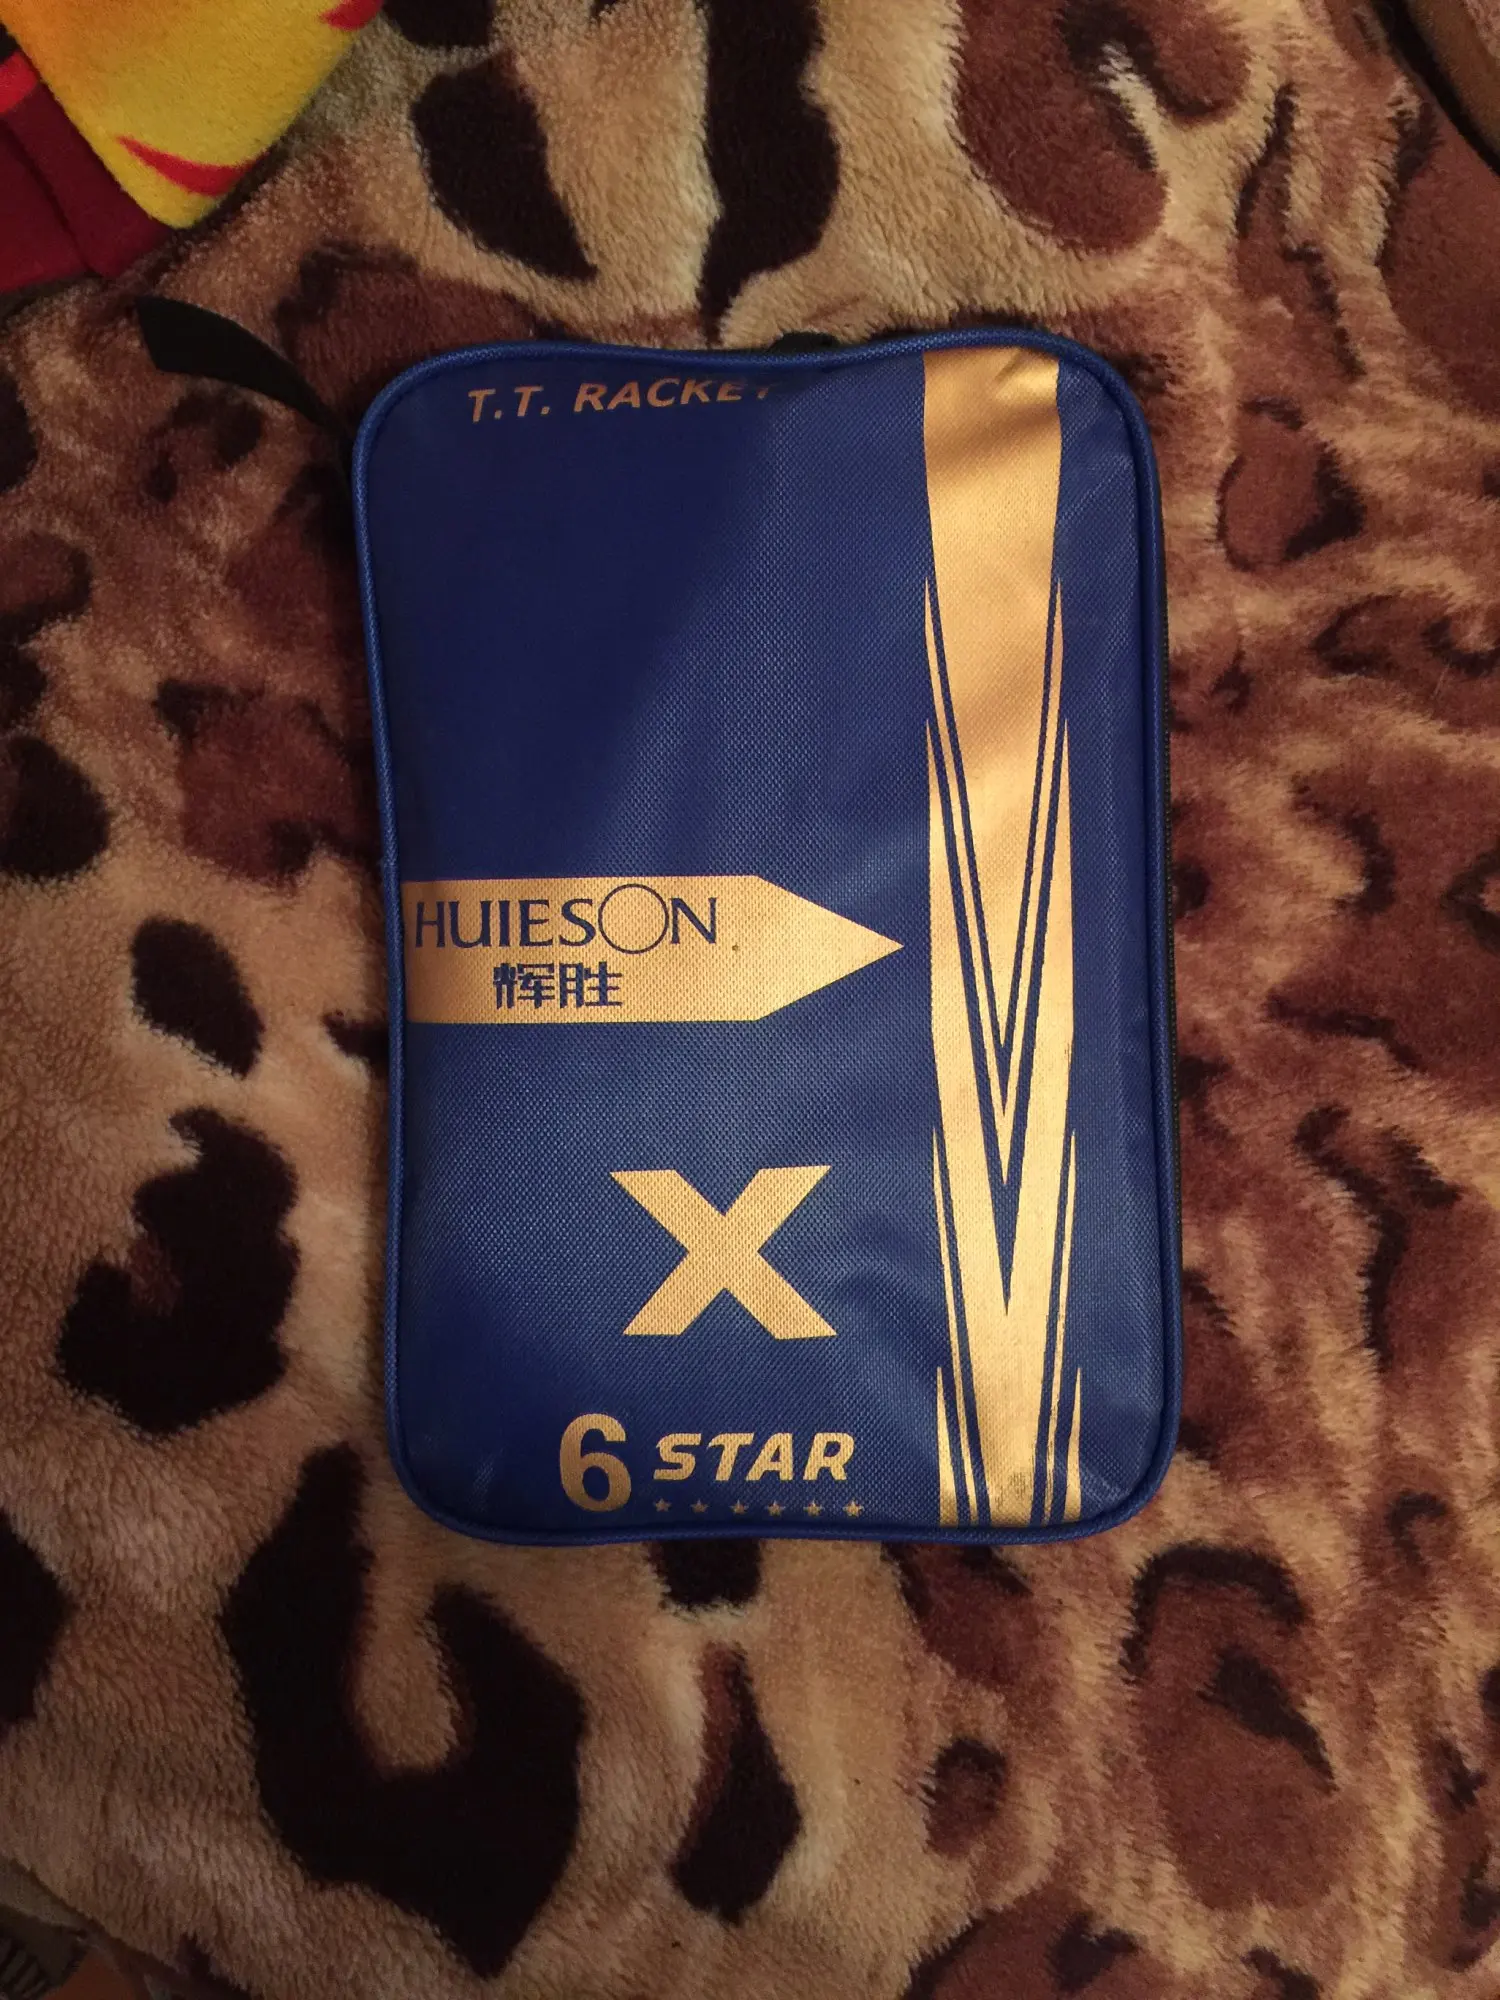 T.T. RACKET
HUIESON
辉胜
X
6 STAR